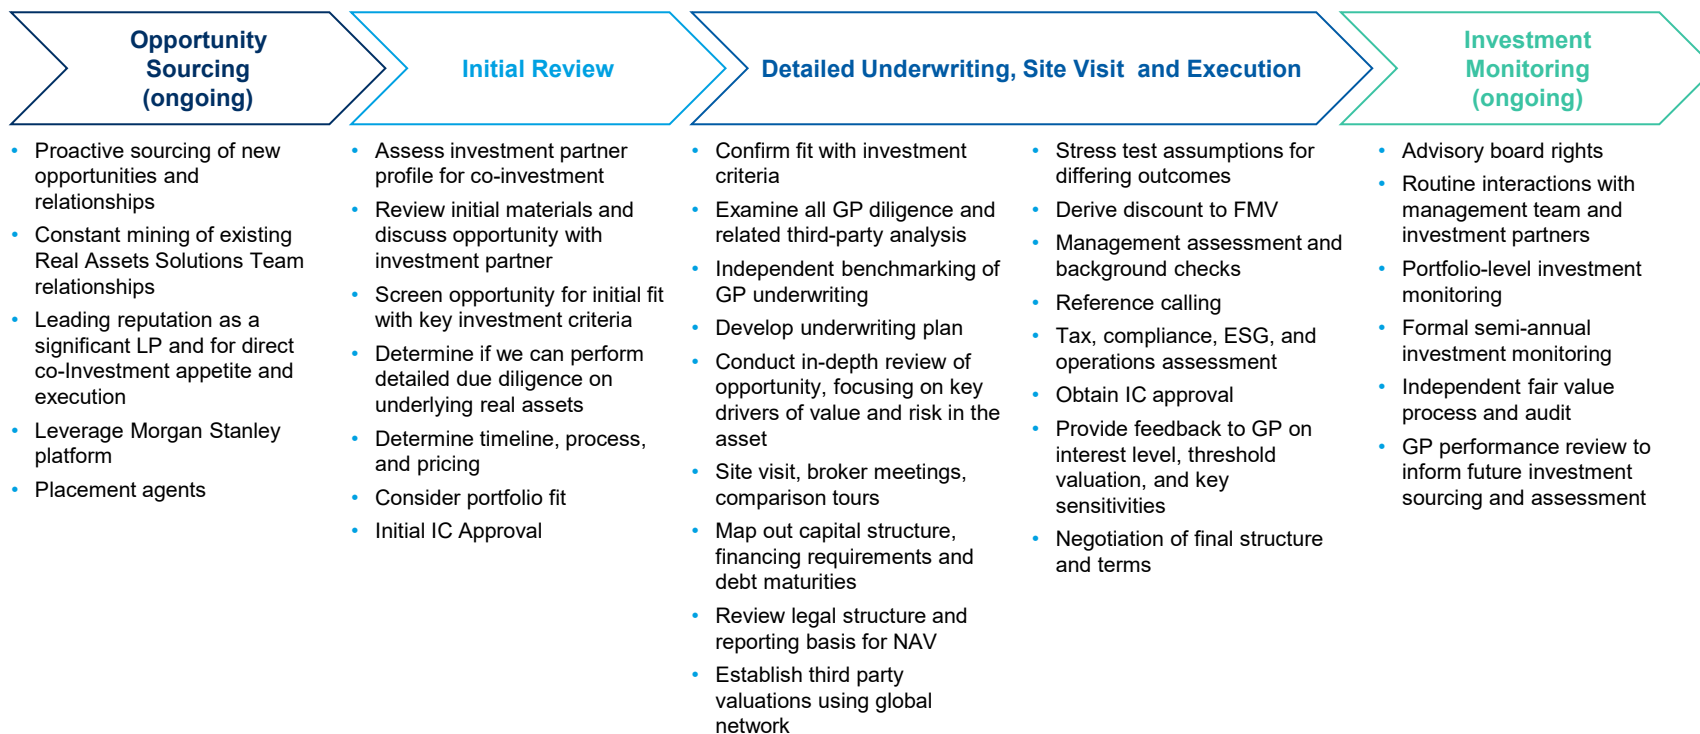 Opportunity
Sourcing
(ongoing)
Initial Review
Detailed Underwriting, Site Visit  and Execution
Investment
Monitoring
(ongoing)
• Proactive sourcing of new
opportunities and
relationships
• Constant mining of existing
Real Assets Solutions Team
relationships
• Leading reputation as a
significant LP and for direct
co-Investment appetite and
execution
• Leverage Morgan Stanley
platform
• Placement agents
• Assess investment partner
profile for co-investment
• Review initial materials and
discuss opportunity with
investment partner
• Screen opportunity for initial fit
with key investment criteria
• Determine if we can perform
detailed due diligence on
underlying real assets
• Determine timeline, process,
and pricing
• Consider portfolio fit
• Initial IC Approval
• Confirm fit with investment
criteria
• Examine all GP diligence and
related third-party analysis
• Independent benchmarking of
GP underwriting
• Develop underwriting plan
• Conduct in-depth review of
opportunity, focusing on key
drivers of value and risk in the
asset
• Site visit, broker meetings,
comparison tours
• Map out capital structure,
financing requirements and
debt maturities
• Review legal structure and
reporting basis for NAV
• Establish third party
valuations using global
network
• Stress test assumptions for
differing outcomes
• Derive discount to FMV
• Management assessment and
background checks
• Reference calling
• Tax, compliance, ESG, and
operations assessment
• Obtain IC approval
• Provide feedback to GP on
interest level, threshold
valuation, and key
sensitivities
• Negotiation of final structure
and terms
• Advisory board rights
• Routine interactions with
management team and
investment partners
• Portfolio-level investment
monitoring
• Formal semi-annual
investment monitoring
• Independent fair value
process and audit
• GP performance review to
inform future investment
sourcing and assessment